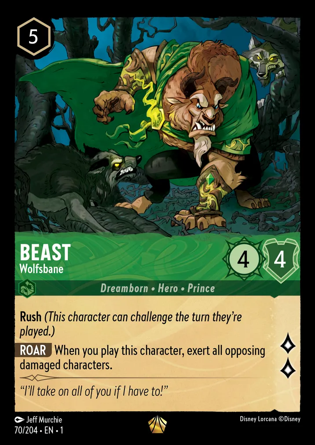 5
BEAST
Wolfsbane
4
4
Dreamborn • Hero • Prince
Rush (This character can challenge the turn they're
played.)
ROAR When you play this character, exert all opposing
damaged characters.
“I'll take on all of you if I have to!”
Jeff Murchie
70/204 • EN • 1
Disney Lorcana ©Disney